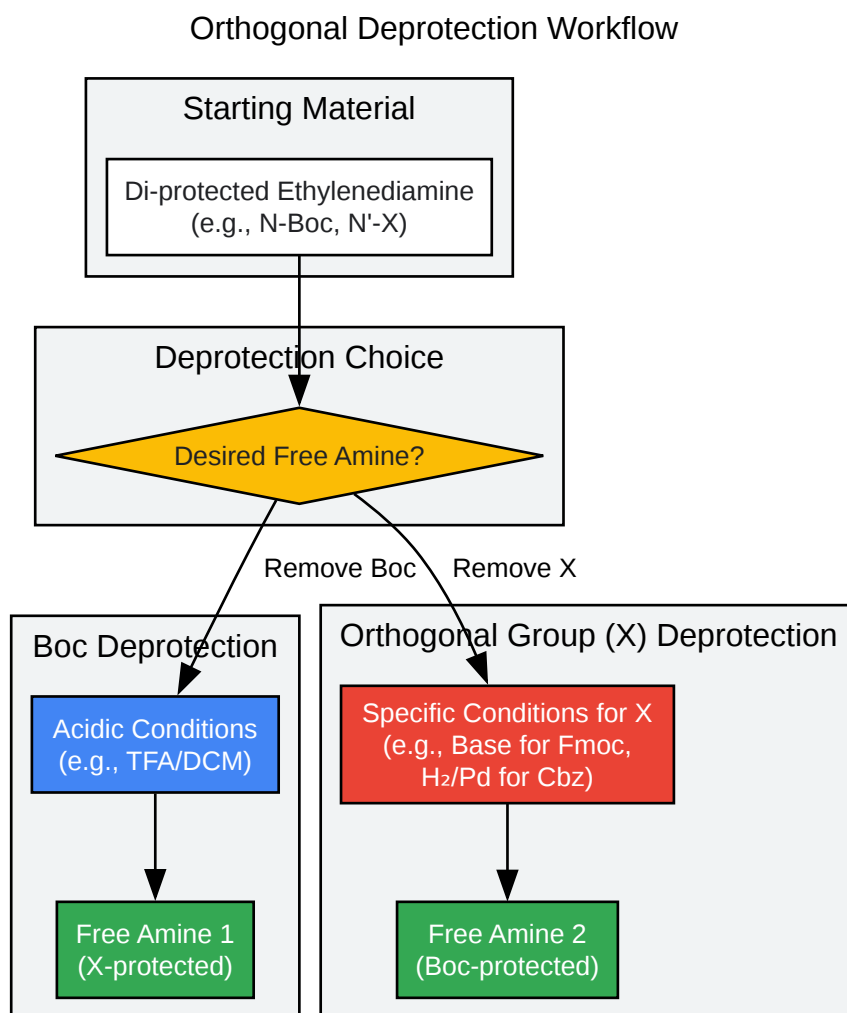 Orthogonal Deprotection Workflow
Starting Material
Di-protected Ethylenediamine
(e.g., N-Boc, N'-X)
Deprotection Choice
Desired Free Amine?
Remove Boc
Remove X
Boc Deprotection
Acidic Conditions
(e.g., TFA/DCM)
Free Amine 1
(X-protected)
Orthogonal Group (X) Deprotection
Specific Conditions for X
(e.g., Base for Fmoc,
H₂/Pd for Cbz)
Free Amine 2
(Boc-protected)